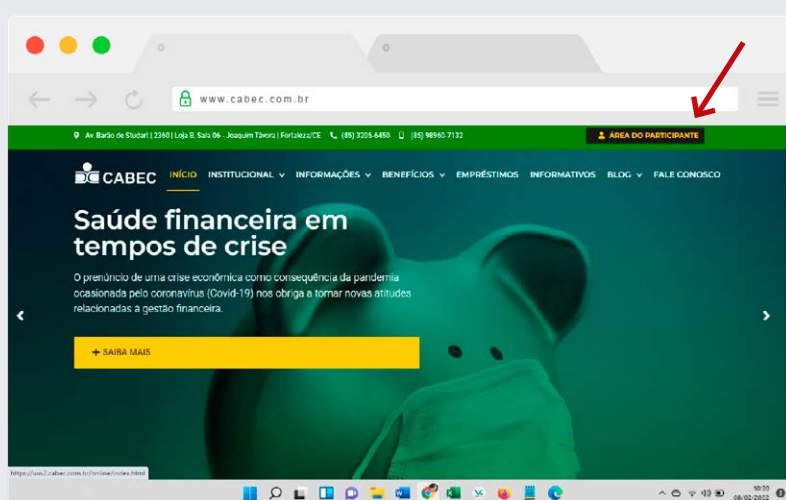 www.cabec.com.br
Av. Barão de Studart | 2360 | Loja B, Sala 06 - Joaquim Távora | Fortaleza/CE (85) 3205-6450 (85) 98960-7132 ÁREA DO PARTICIPANTE
CABEC INÍCIO INSTITUCIONAL INFORMAÇÕES BENEFÍCIOS EMPRÉSTIMOS INFORMATIVOS BLOG FALE CONOSCO
Saúde financeira em
tempos de crise
O prenúncio de uma crise econômica como consequência da pandemia
ocasionada pelo coronavírus (Covid-19) nos obriga a tomar novas atitudes
relacionadas à gestão financeira.
+ SAIBA MAIS
08/02/2022